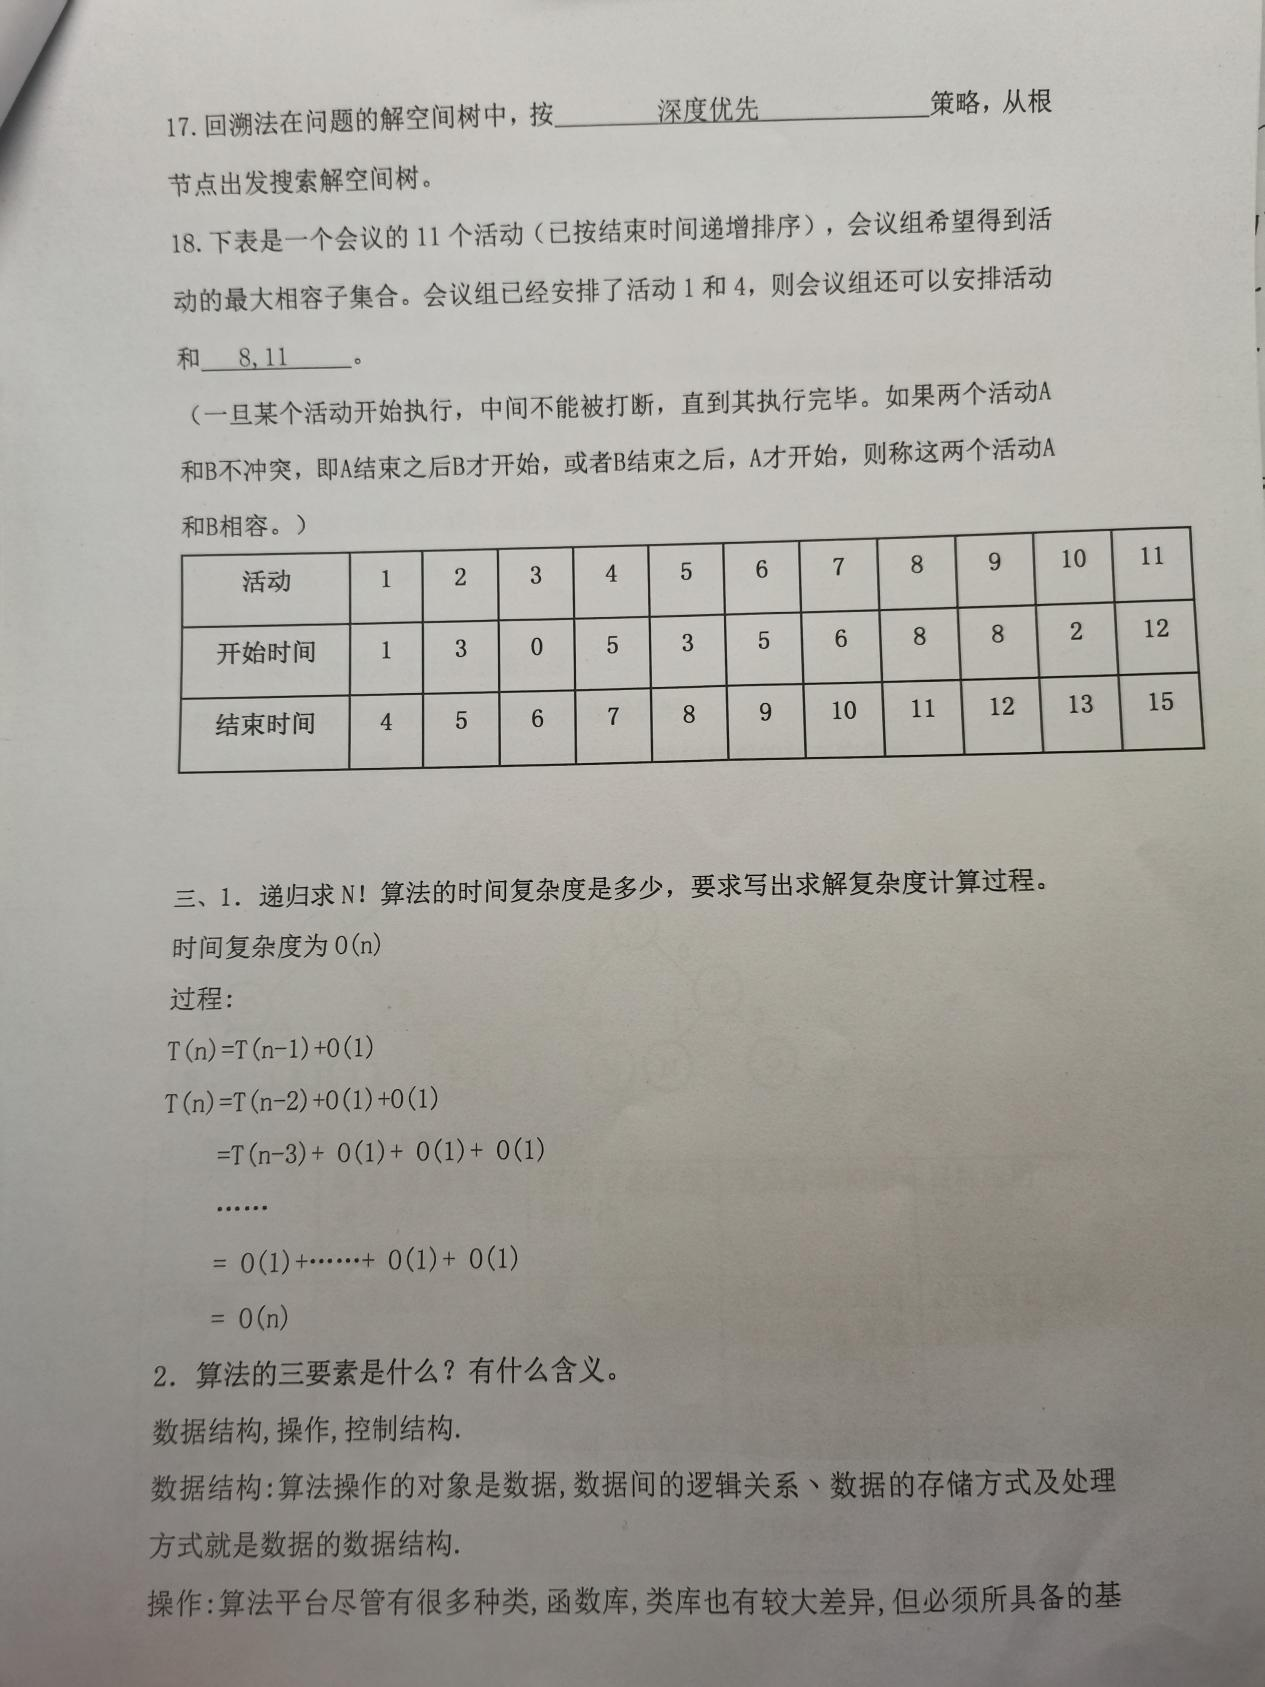 17.回溯法在问题的解空间树中，按 深度优先 策略，从根
节点出发搜索解空间树。
18.下表是一个会议的 11 个活动（已按结束时间递增排序），会议组希望得到活
动的最大相容子集合。会议组已经安排了活动 1 和 4，则会议组还可以安排活动
和 8,11 。
（一旦某个活动开始执行，中间不能被打断，直到其执行完毕。如果两个活动A
和B不冲突，即A结束之后B才开始，或者B结束之后，A才开始，则称这两个活动A
和B相容。）
活动 1 2 3 4 5 6 7 8 9 10 11
开始时间 1 3 0 5 3 5 6 8 8 2 12
结束时间 4 5 6 7 8 9 10 11 12 13 15
三、1．递归求 N！算法的时间复杂度是多少，要求写出求解复杂度计算过程。
时间复杂度为 O(n)
过程:
T(n)=T(n-1)+O(1)
T(n)=T(n-2)+O(1)+O(1)
=T(n-3)+ O(1)+ O(1)+ O(1)
……
= O(1)+……+ O(1)+ O(1)
= O(n)
2．算法的三要素是什么？有什么含义。
数据结构,操作,控制结构.
数据结构:算法操作的对象是数据,数据间的逻辑关系、数据的存储方式及处理
方式就是数据的数据结构.
操作:算法平台尽管有很多种类,函数库,类库也有较大差异,但必须所具备的基